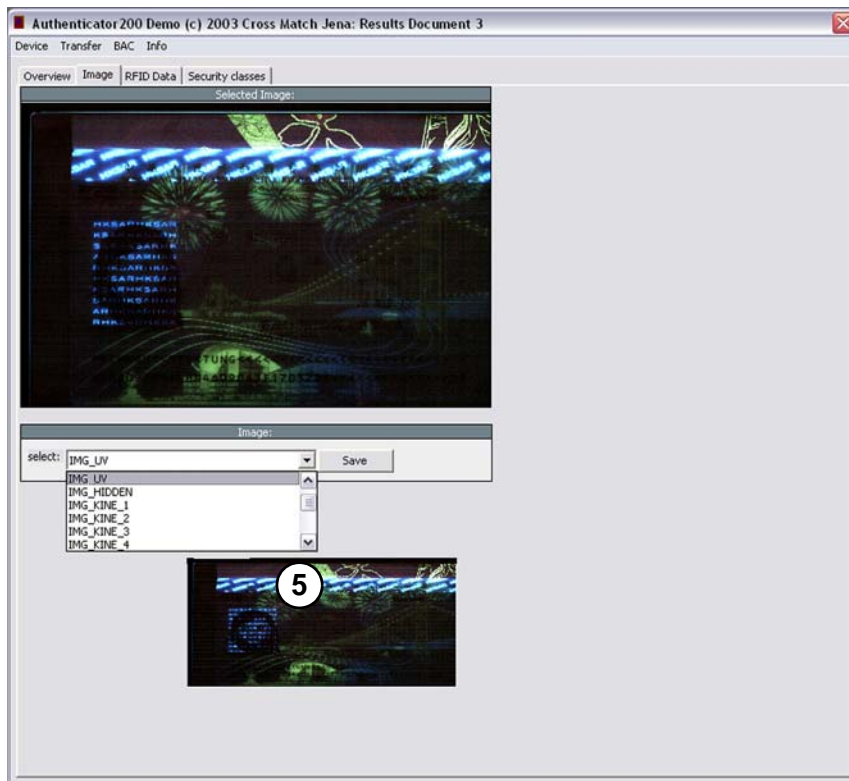 Authenticator200 Demo (c) 2003 Cross Match Jena: Results Document 3
Device Transfer BAC Info
Overview Image RFID Data Security classes
Selected Image:
HKSARHKSAR
Image:
select: IMG_UV Save
IMG_UV
IMG_HIDDEN
IMG_KINE_1
IMG_KINE_2
IMG_KINE_3
IMG_KINE_4
5